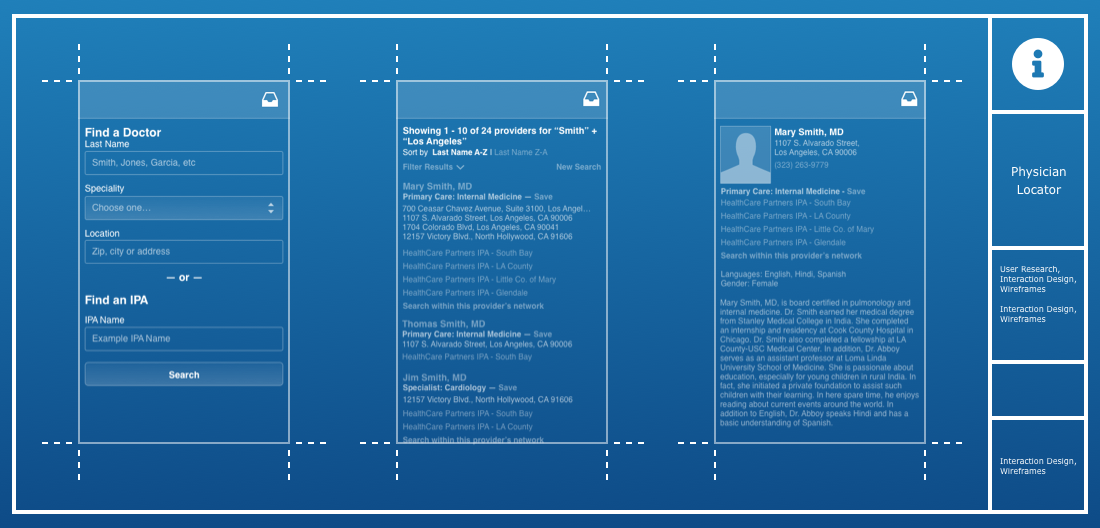 Find a Doctor
Last Name
Smith, Jones, Garcia, etc
Speciality
Choose one...
Location
Zip, city or address
— or —
Find an IPA
IPA Name
Example IPA Name
Search
Showing 1 - 10 of 24 providers for “Smith” +
“Los Angeles”
Sort by Last Name A-Z | Last Name Z-A
Filter Results New Search
Mary Smith, MD
Primary Care: Internal Medicine — Save
700 Ceasar Chavez Avenue, Suite 3100, Los Angel...
1107 S. Alvarado Street, Los Angeles, CA 90006
1704 Colorado Blvd, Los Angeles, CA 90041
12157 Victory Blvd., North Hollywood, CA 91606
HealthCare Partners IPA - South Bay
HealthCare Partners IPA - LA County
HealthCare Partners IPA - Little Co. of Mary
HealthCare Partners IPA - Glendale
Search within this provider's network
Thomas Smith, MD
Primary Care: Internal Medicine — Save
1107 S. Alvarado Street, Los Angeles, CA 90006
HealthCare Partners IPA - South Bay
Jim Smith, MD
Specialist: Cardiology — Save
12157 Victory Blvd., North Hollywood, CA 91606
HealthCare Partners IPA - South Bay
HealthCare Partners IPA - LA County
Search within this provider's network
Mary Smith, MD
1107 S. Alvarado Street,
Los Angeles, CA 90006
(323) 263-9779
Primary Care: Internal Medicine - Save
HealthCare Partners IPA - South Bay
HealthCare Partners IPA - LA County
HealthCare Partners IPA - Little Co. of Mary
HealthCare Partners IPA - Glendale
Search within this provider's network
Languages: English, Hindi, Spanish
Gender: Female
Mary Smith, MD, is board certified in pulmonology and
internal medicine. Dr. Smith earned her medical degree
from Stanley Medical College in India. She completed
an internship and residency at Cook County Hospital in
Chicago. Dr. Smith also completed a fellowship at LA
County-USC Medical Center. In addition, Dr. Abboy
serves as an assistant professor at Loma Linda
University School of Medicine. She is passionate about
education, especially for young children in rural India. In
fact, she initiated a private foundation to assist such
children with their learning. In here spare time, he enjoys
reading about current events around the world. In
addition to English, Dr. Abboy speaks Hindi and has a
basic understanding of Spanish.
Physician
Locator
User Research,
Interaction Design,
Wireframes
Interaction Design,
Wireframes
Interaction Design,
Wireframes